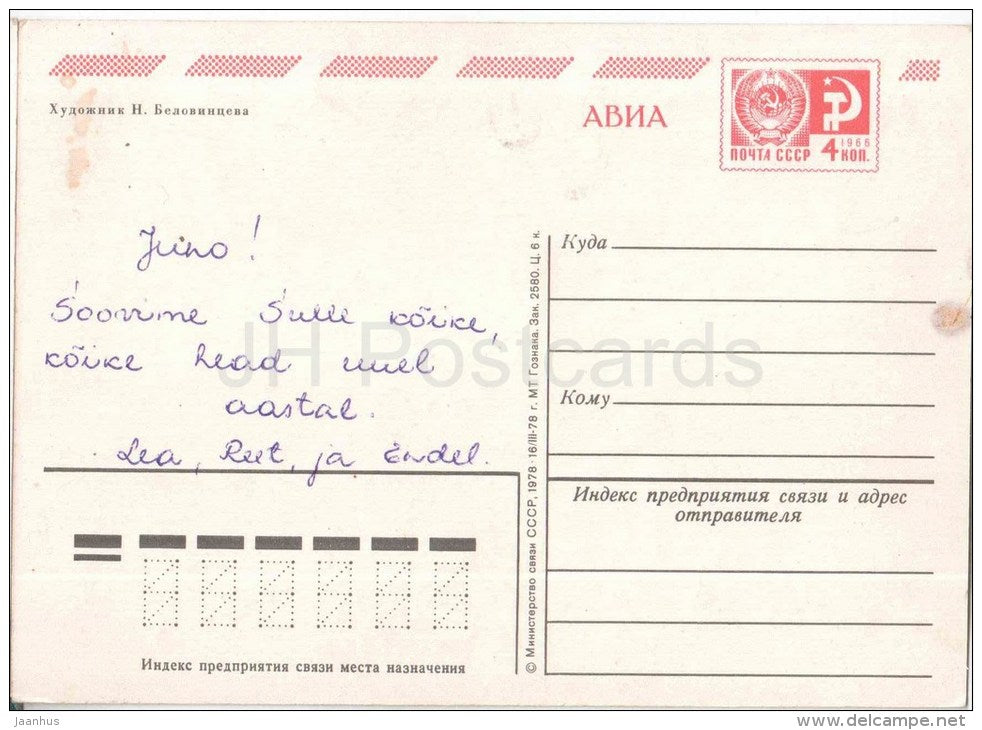 Художник Н. Беловинцева
АВИА
ПОЧТА СССР 4 1966 КОП.
Juno!
Soovime Sulle kõike,
kõike head uuel
aastal.
Lea, Reet, ja Endel.
Куда
Кому
Индекс предприятия связи и адрес
отправителя
Индекс предприятия связи места назначения
© Министерство связи СССР, 1978 · 16/III-78 г. МТ Гознака. Зак. 2580. Ц. 6 к.
JH Postcards
Jaanhus
www.delcampe.net